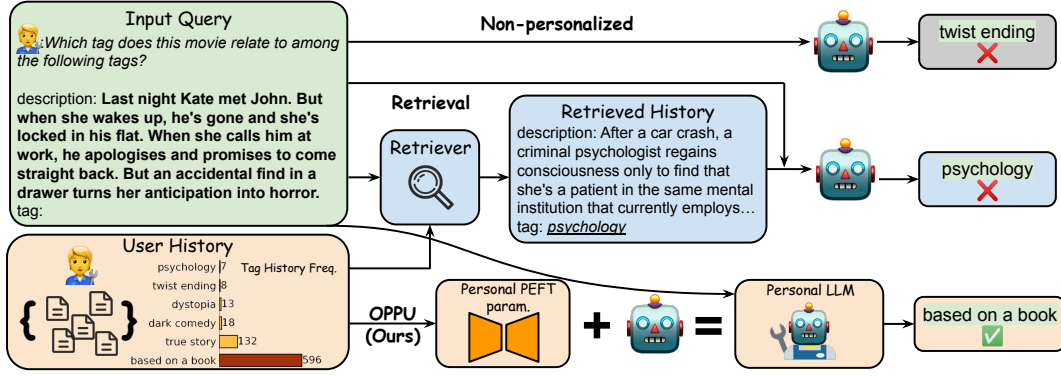 Input Query
:Which tag does this movie relate to among
the following tags?
description: Last night Kate met John. But
when she wakes up, he's gone and she's
locked in his flat. When she calls him at
work, he apologises and promises to come
straight back. But an accidental find in a
drawer turns her anticipation into horror.
tag:
Non-personalized
twist ending
Retrieval
Retriever
Retrieved History
description: After a car crash, a
criminal psychologist regains
consciousness only to find that
she's a patient in the same mental
institution that currently employs…
tag: psychology
psychology
User History
Tag History Freq.
psychology 7
twist ending 8
dystopia 13
dark comedy 18
true story 132
based on a book 596
{ }
OPPU
(Ours)
Personal PEFT
param.
+
=
Personal LLM
based on a book